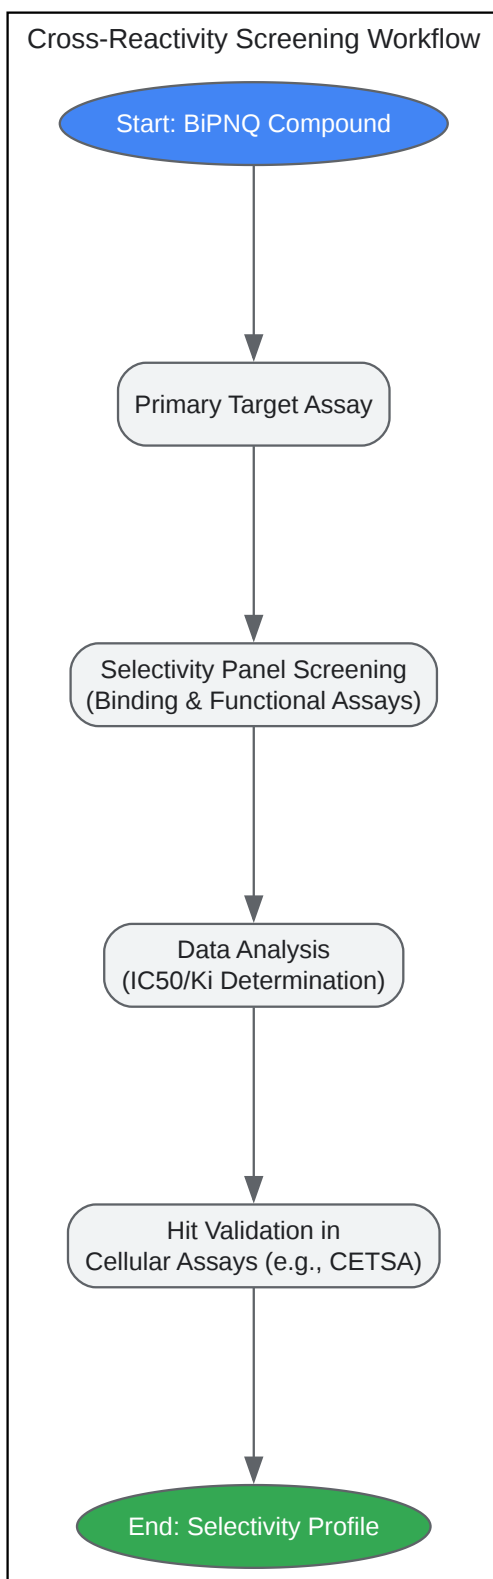 Cross-Reactivity Screening Workflow
Start: BiPNQ Compound
Primary Target Assay
Selectivity Panel Screening
(Binding & Functional Assays)
Data Analysis
(IC50/Ki Determination)
Hit Validation in
Cellular Assays (e.g., CETSA)
End: Selectivity Profile